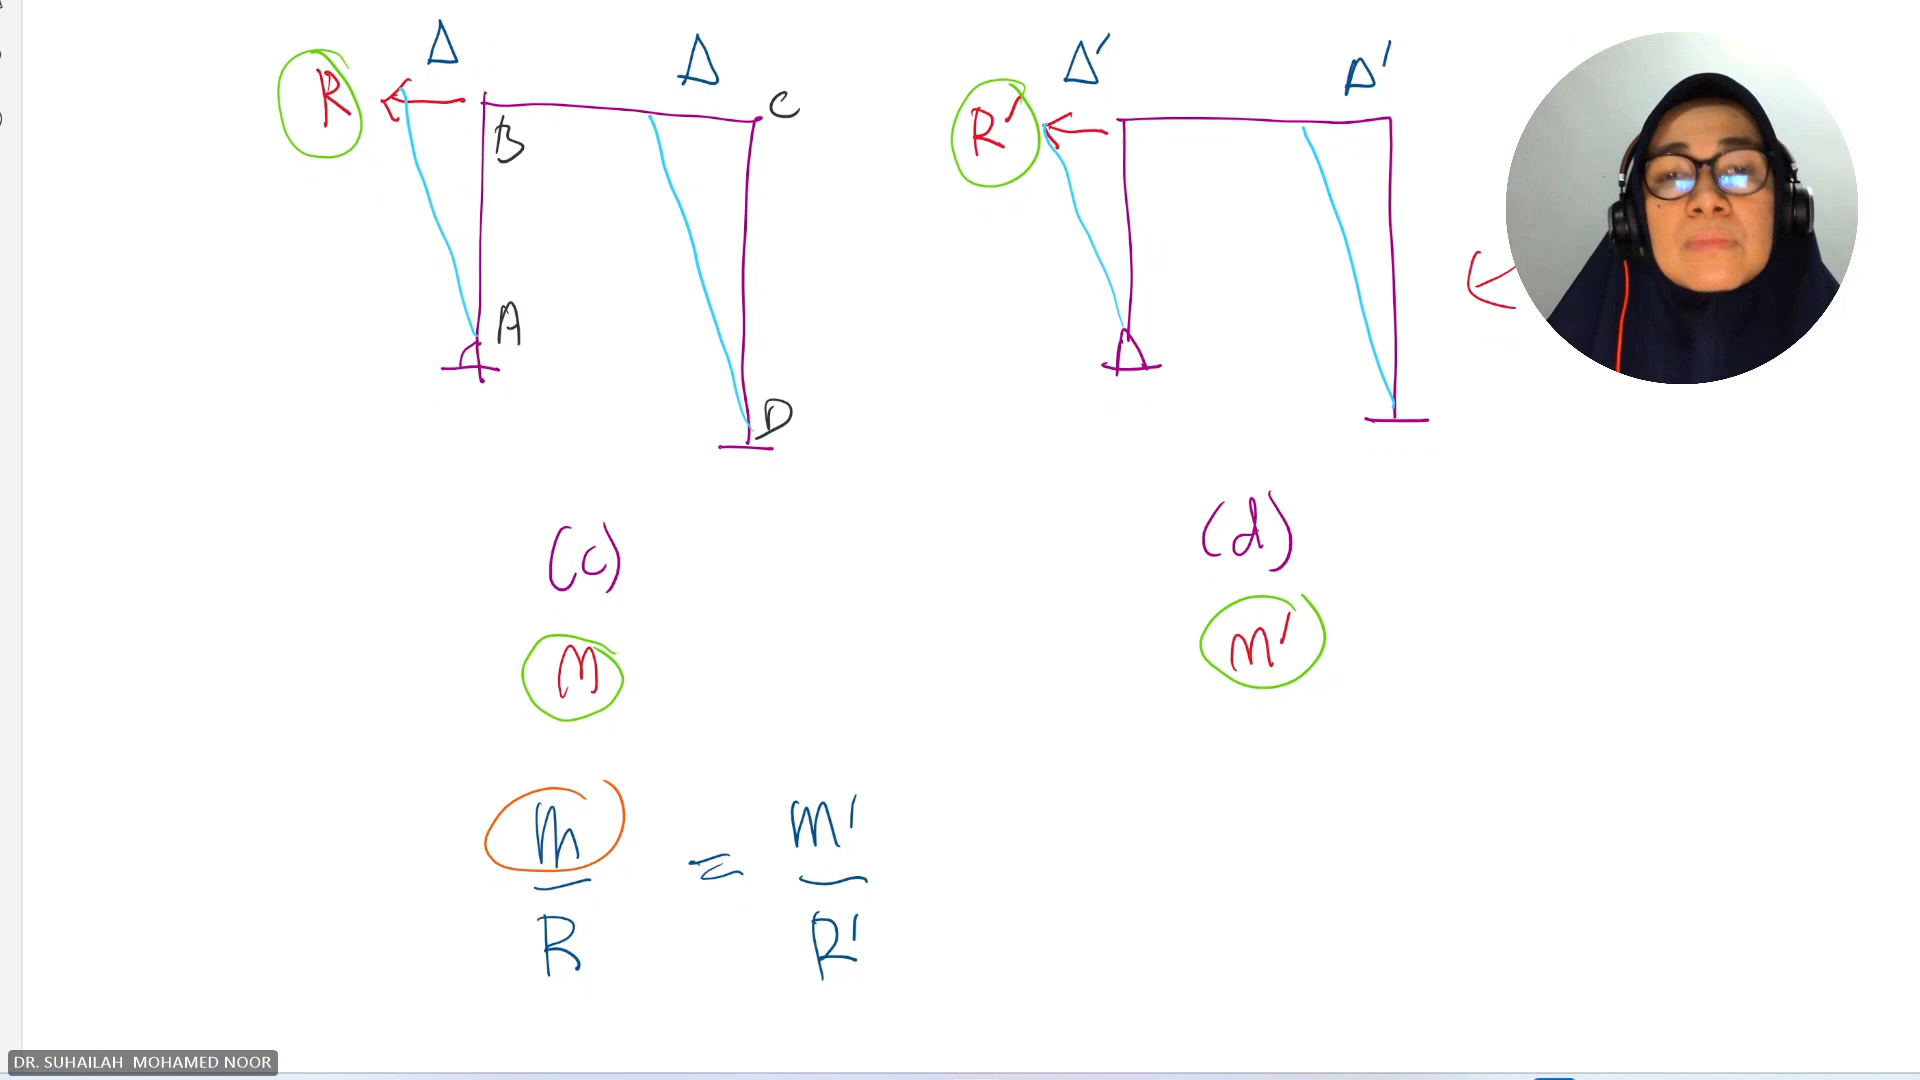 Δ Δ
R
B C
A
D
Δ' Δ'
R'
(c)
M
(d)
m'
m = m'
R R'
DR. SUHAILAH MOHAMED NOOR